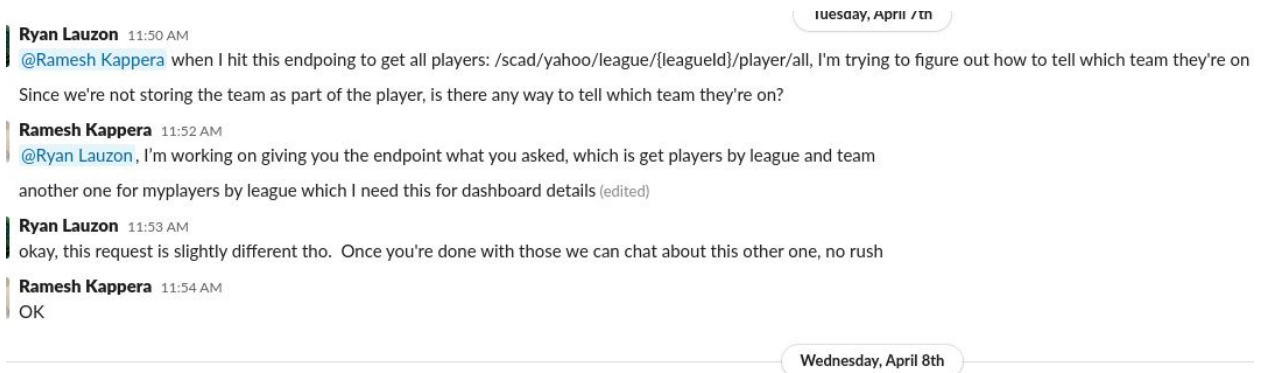 Tuesday, April 7th
Ryan Lauzon 11:50 AM
@Ramesh Kappera when I hit this endpoing to get all players: /scad/yahoo/league/{leagueId}/player/all, I'm trying to figure out how to tell which team they're on
Since we're not storing the team as part of the player, is there any way to tell which team they're on?
Ramesh Kappera 11:52 AM
@Ryan Lauzon, I’m working on giving you the endpoint what you asked, which is get players by league and team
another one for myplayers by league which I need this for dashboard details (edited)
Ryan Lauzon 11:53 AM
okay, this request is slightly different tho.  Once you're done with those we can chat about this other one, no rush
Ramesh Kappera 11:54 AM
OK
Wednesday, April 8th